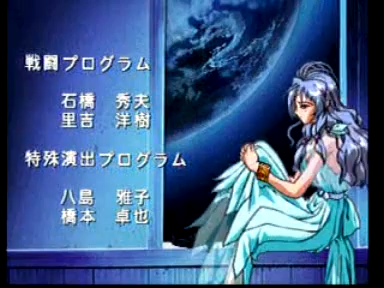 戦闘プログラム
石橋　秀夫
里吉　洋樹
特殊演出プログラム
八島　雅子
橋本　卓也